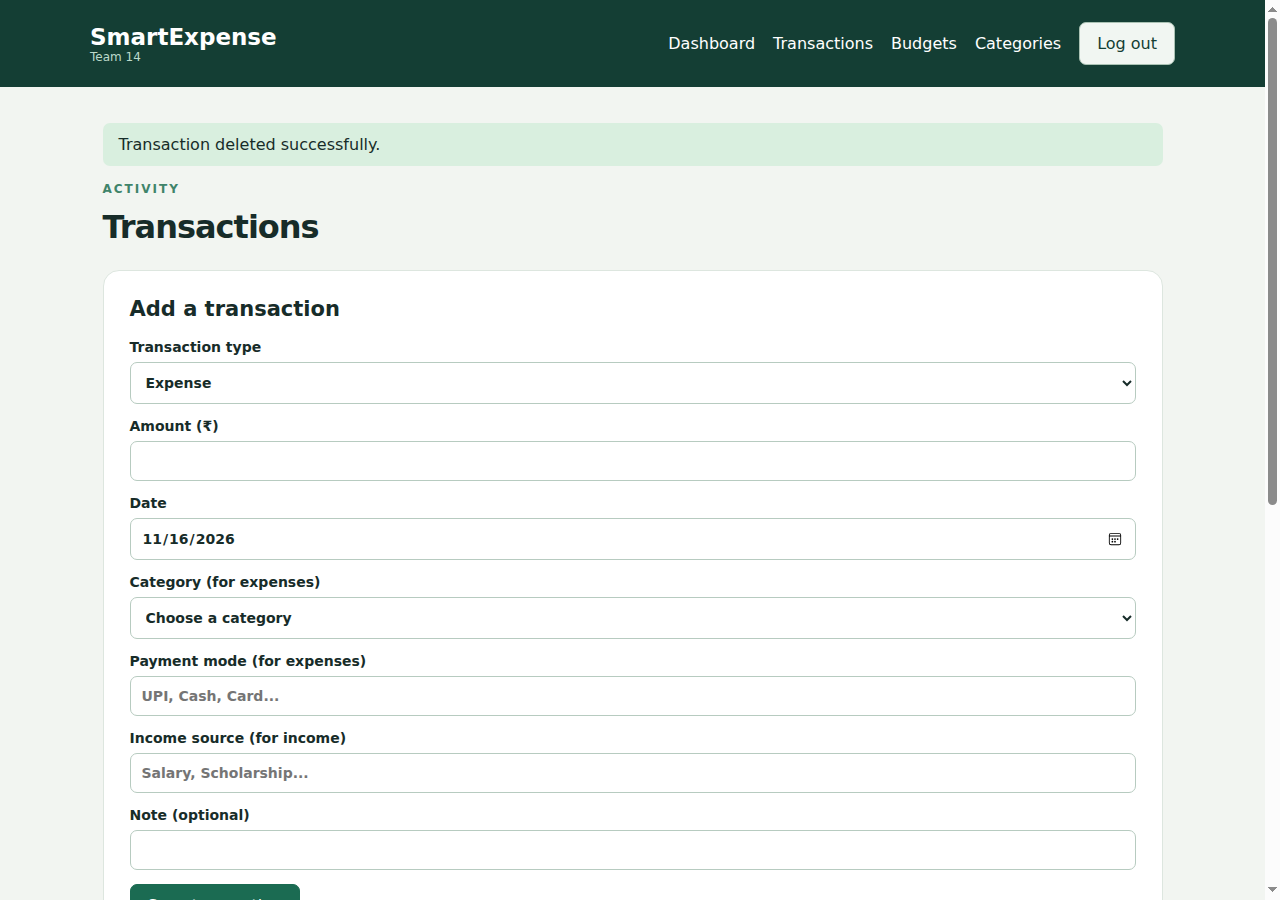 SmartExpense
Team 14
Dashboard Transactions Budgets Categories Log out
Transaction deleted successfully.
ACTIVITY
Transactions
Add a transaction
Transaction type
Expense
Amount (₹)
Date
11/16/2026
Category (for expenses)
Choose a category
Payment mode (for expenses)
UPI, Cash, Card...
Income source (for income)
Salary, Scholarship...
Note (optional)